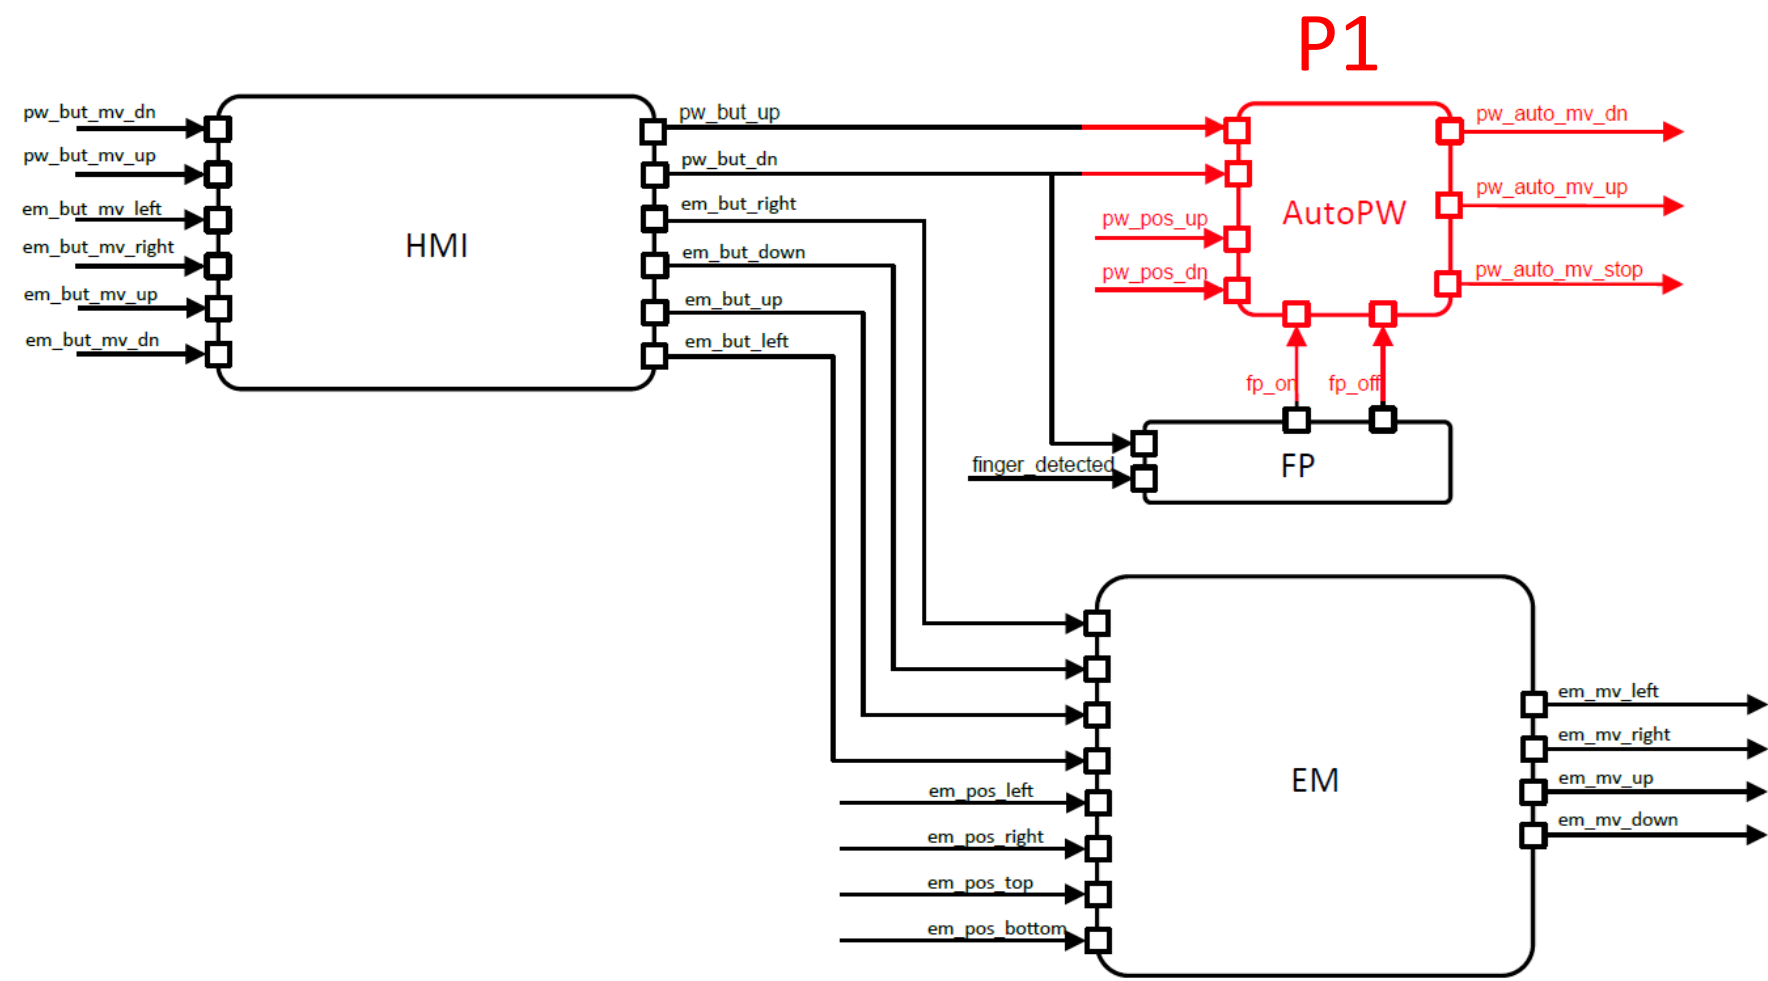 P1
pw_but_mv_dn
pw_but_mv_up
em_but_mv_left
em_but_mv_right
em_but_mv_up
em_but_mv_dn
HMI
pw_but_up
pw_but_dn
em_but_right
em_but_down
em_but_up
em_but_left
pw_pos_up
pw_pos_dn
AutoPW
pw_auto_mv_dn
pw_auto_mv_up
pw_auto_mv_stop
fp_on
fp_off
finger_detected
FP
em_pos_left
em_pos_right
em_pos_top
em_pos_bottom
EM
em_mv_left
em_mv_right
em_mv_up
em_mv_down